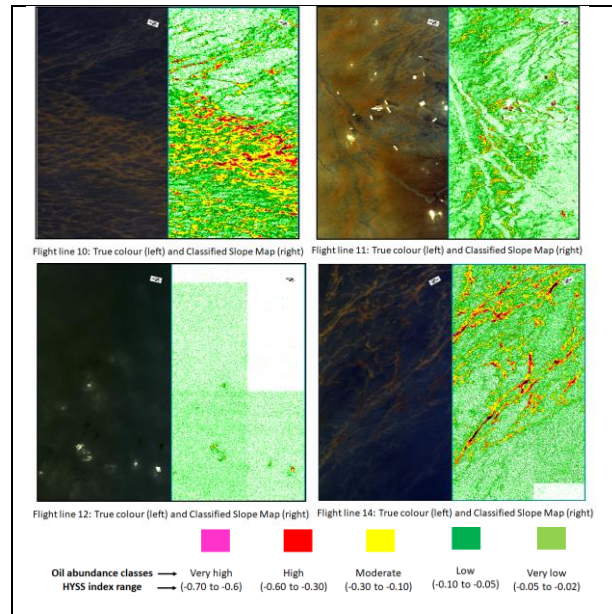 Flight line 10: True colour (left) and Classified Slope Map (right)
Flight line 11: True colour (left) and Classified Slope Map (right)
Flight line 12: True colour (left) and Classified Slope Map (right)
Flight line 14: True colour (left) and Classified Slope Map (right)
Oil abundance classes Very high High Moderate Low Very low
HYSS index range (-0.70 to -0.6) (-0.60 to -0.30) (-0.30 to -0.10) (-0.10 to -0.05) (-0.05 to -0.02)